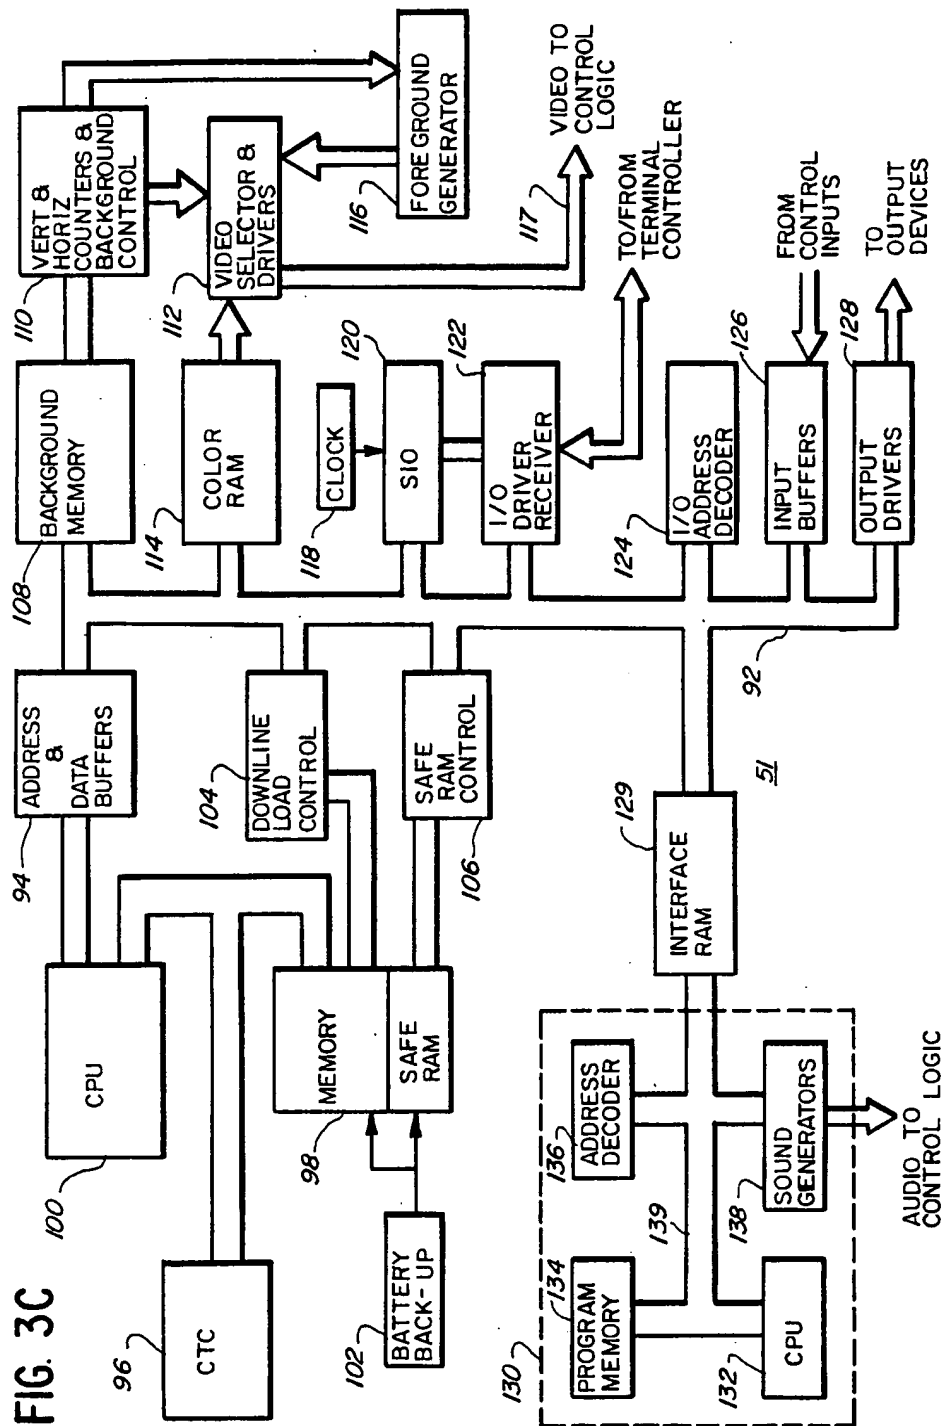 FIG. 3C
96
CTC
100
CPU
94
ADDRESS
&
DATA
BUFFERS
108
BACKGROUND
MEMORY
110
VERT &
HORIZ
COUNTERS &
BACKGROUND
CONTROL
112
VIDEO
SELECTOR &
DRIVERS
114
COLOR
RAM
116
FOREGROUND
GENERATOR
117
VIDEO TO
CONTROL
LOGIC
118
CLOCK
120
SIO
122
I/O
DRIVER
RECEIVER
TO/FROM
TERMINAL
CONTROLLER
124
I/O
ADDRESS
DECODER
126
INPUT
BUFFERS
FROM
CONTROL
INPUTS
128
OUTPUT
DRIVERS
TO
OUTPUT
DEVICES
104
DOWNLINE
LOAD
CONTROL
106
SAFE
RAM
CONTROL
98
MEMORY
SAFE
RAM
102
BATTERY
BACK-UP
92
51
129
INTERFACE
RAM
130
134
PROGRAM
MEMORY
136
ADDRESS
DECODER
139
132
CPU
138
SOUND
GENERATORS
AUDIO TO
CONTROL LOGIC